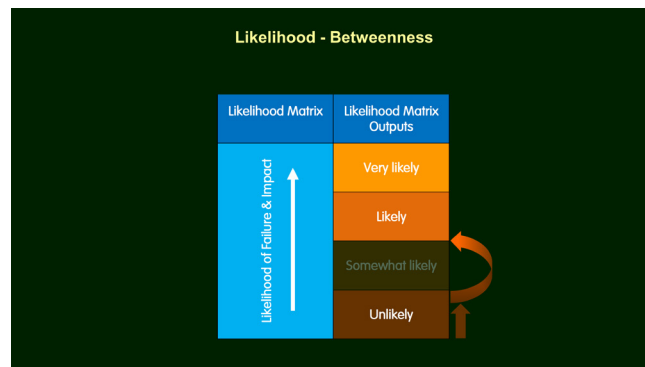 Likelihood - Betweenness
Likelihood Matrix
Likelihood Matrix
Outputs
Likelihood of Failure & Impact
Very likely
Likely
Somewhat likely
Unlikely